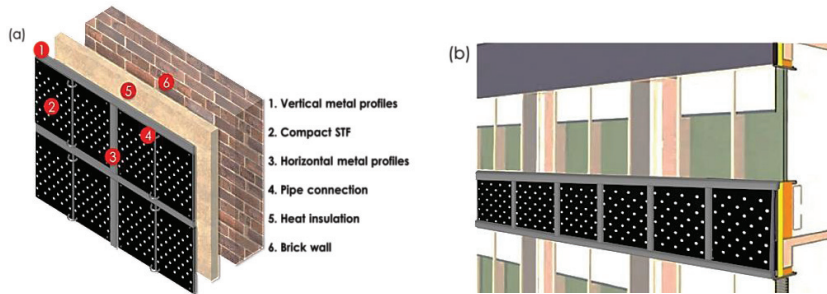 (a)
1
2
3
4
5
6
1. Vertical metal profiles
2. Compact STF
3. Horizontal metal profiles
4. Pipe connection
5. Heat insulation
6. Brick wall
(b)